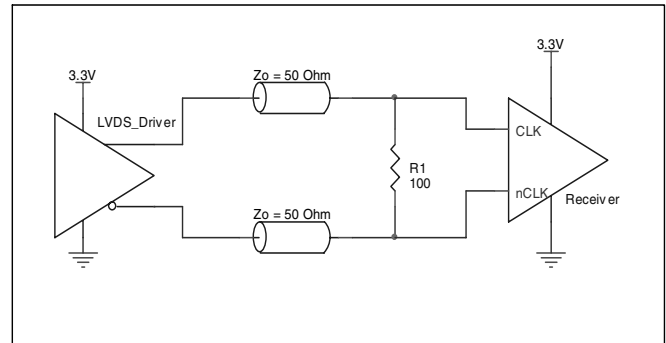 3.3V
3.3V
Zo = 50 Ohm
LVDS_Driver
CLK
R1
100
nCLK
Receiver
Zo = 50 Ohm